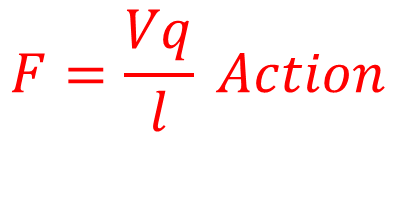 F = Vq/l Action